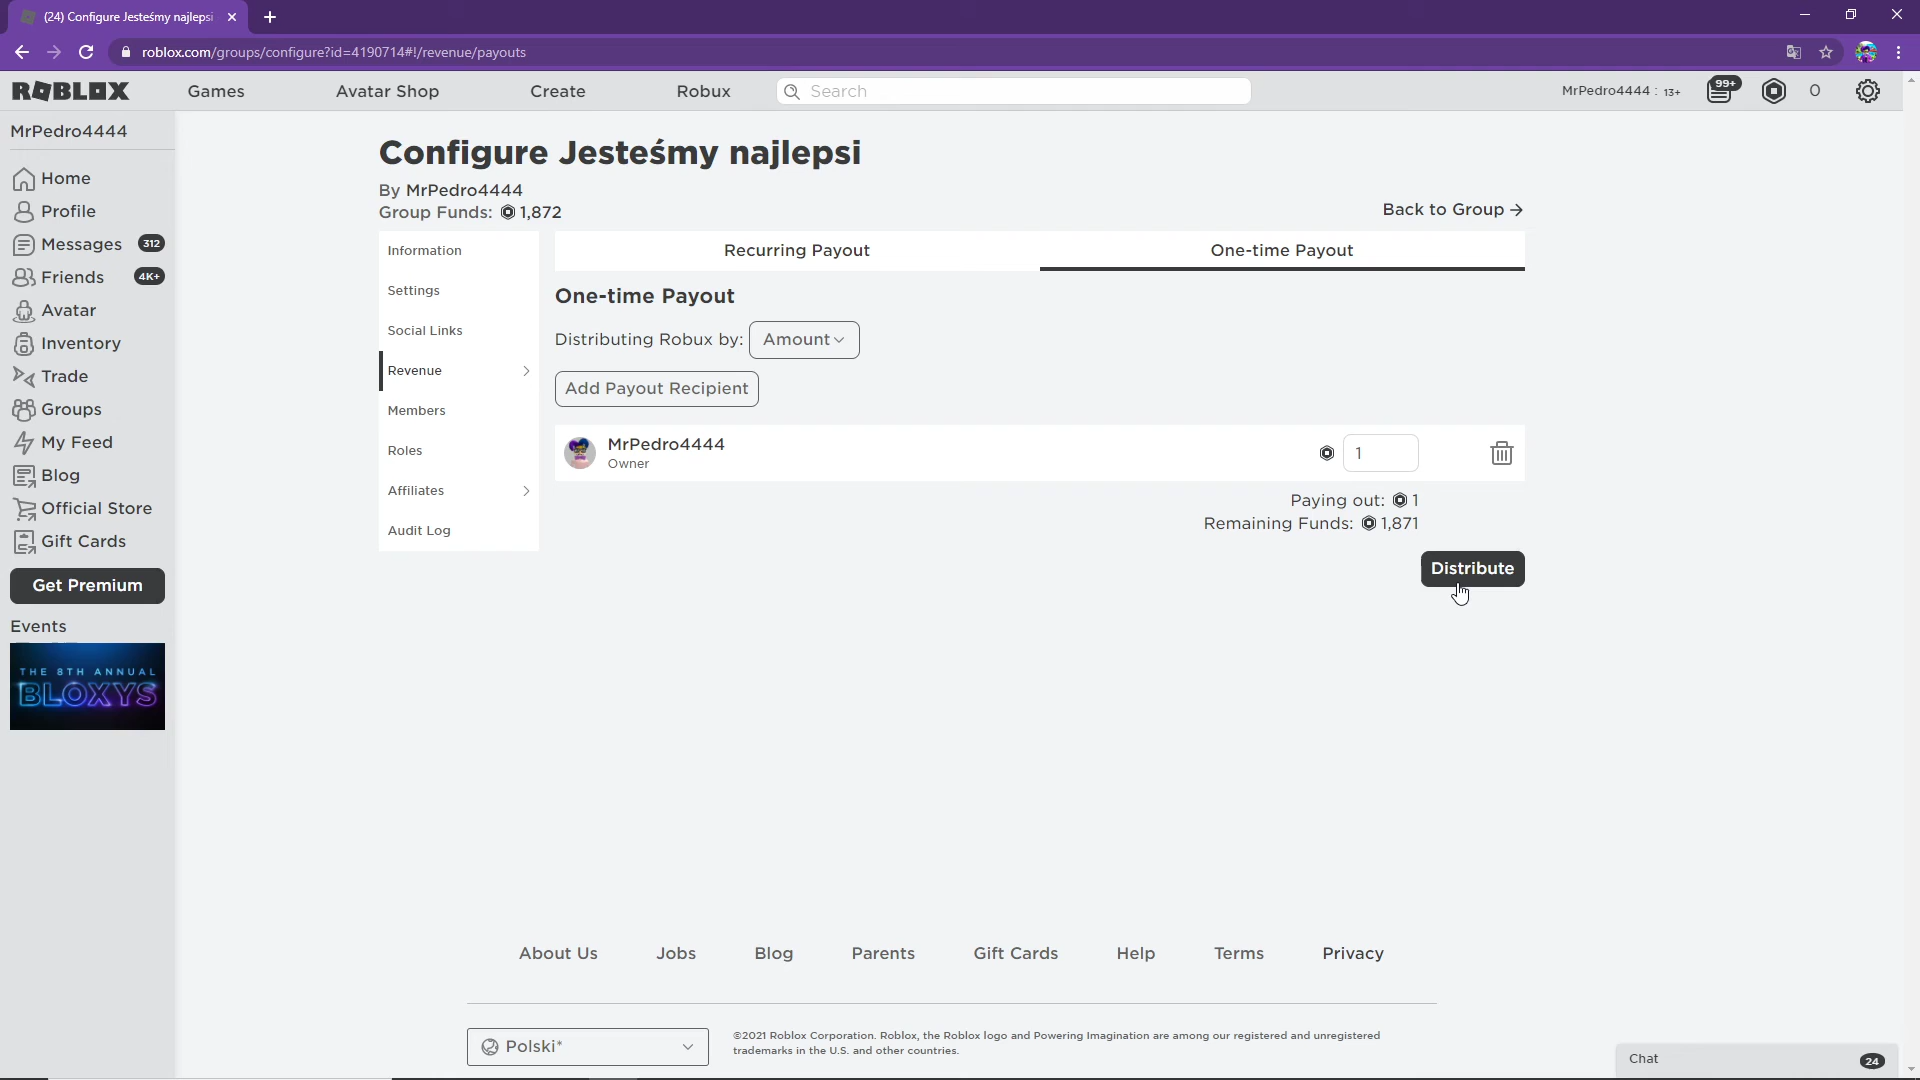 (24) Configure Jesteśmy najlepsi
roblox.com/groups/configure?id=4190714#!/revenue/payouts
ROBLOX
Games
Avatar Shop
Create
Robux
Search
MrPedro4444 : 13+
99+
0
MrPedro4444
Home
Profile
Messages 312
Friends 4K+
Avatar
Inventory
Trade
Groups
My Feed
Blog
Official Store
Gift Cards
Get Premium
Events
THE 8TH ANNUAL
BLOXYS
Configure Jesteśmy najlepsi
By MrPedro4444
Group Funds: 1,872
Back to Group
Information
Settings
Social Links
Revenue
Members
Roles
Affiliates
Audit Log
Recurring Payout
One-time Payout
One-time Payout
Distributing Robux by: Amount
Add Payout Recipient
MrPedro4444
Owner
1
Paying out: 1
Remaining Funds: 1,871
Distribute
About Us
Jobs
Blog
Parents
Gift Cards
Help
Terms
Privacy
Polski*
©2021 Roblox Corporation. Roblox, the Roblox logo and Powering Imagination are among our registered and unregistered
trademarks in the U.S. and other countries.
Chat 24